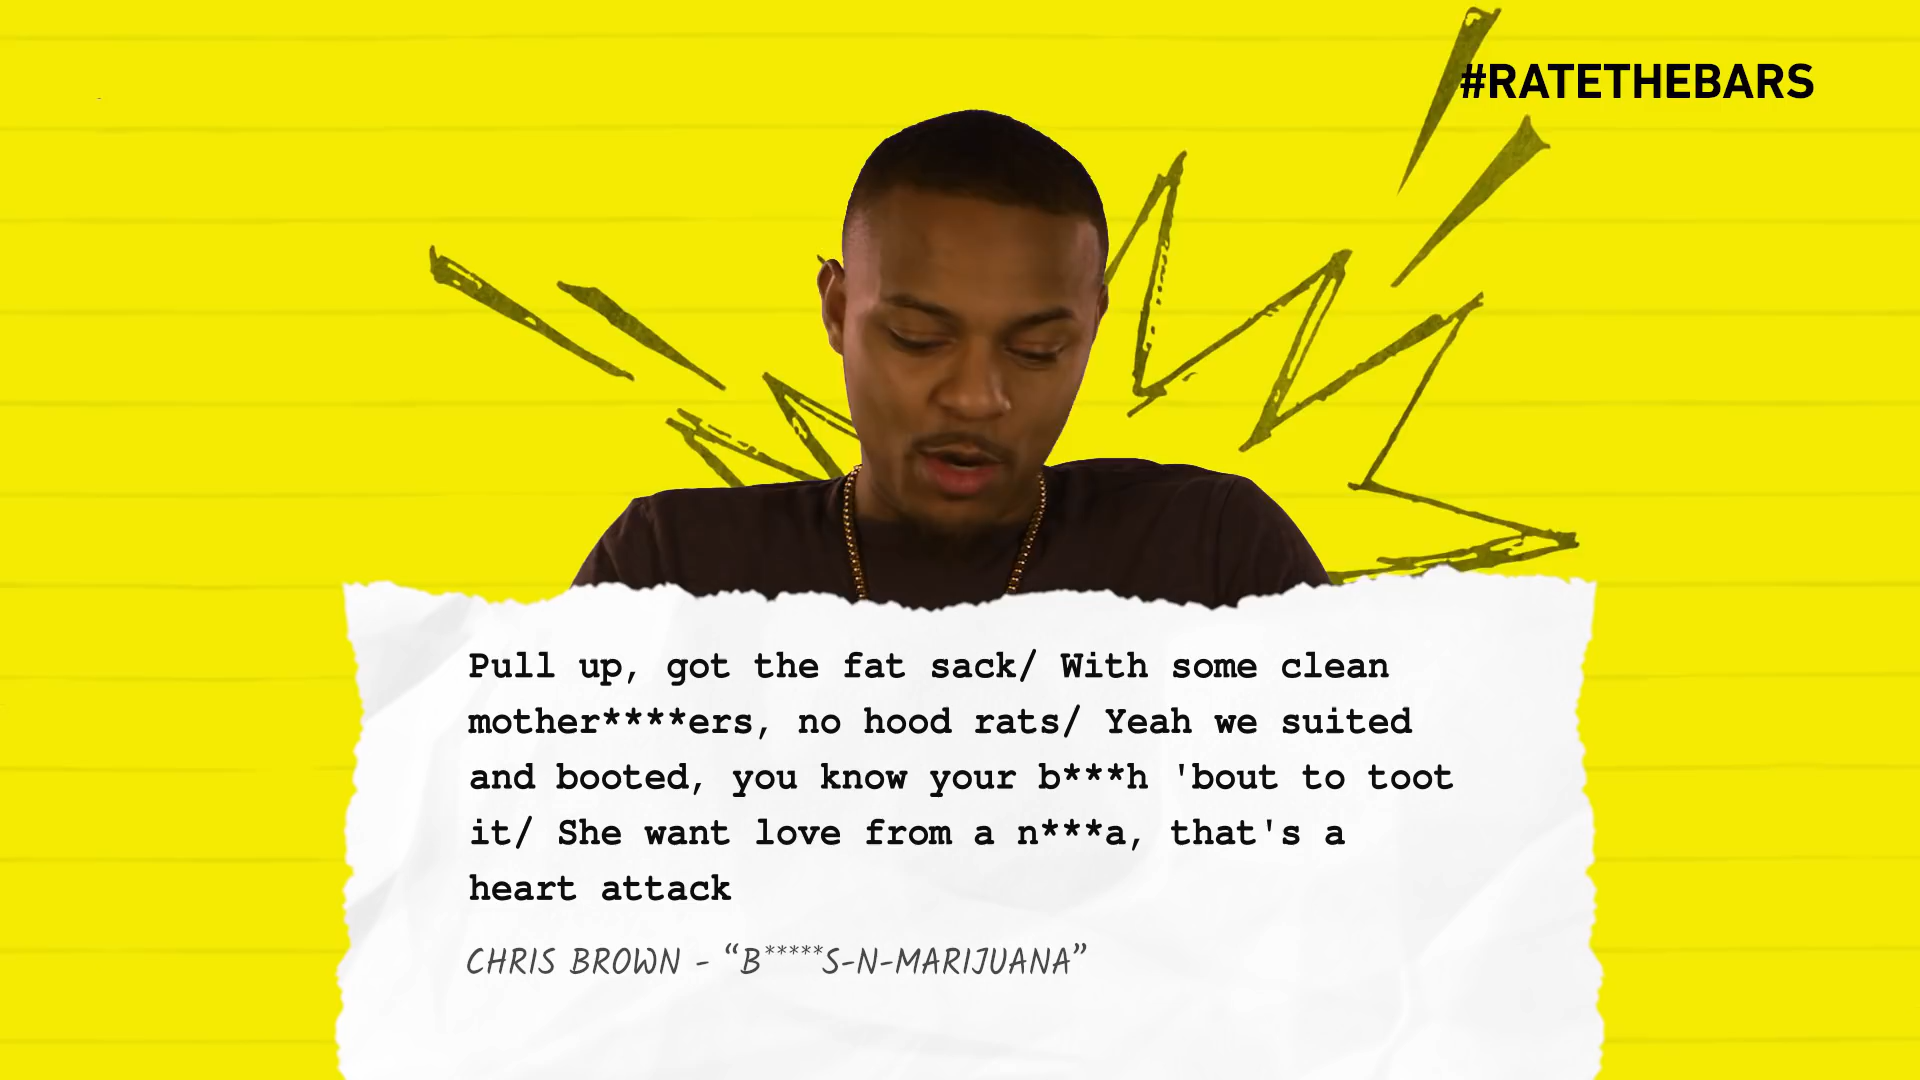 #RATETHEBARS
Pull up, got the fat sack/ With some clean
mother****ers, no hood rats/ Yeah we suited
and booted, you know your b***h 'bout to toot
it/ She want love from a n***a, that's a
heart attack
CHRIS BROWN - “B*****S-N-MARIJUANA”